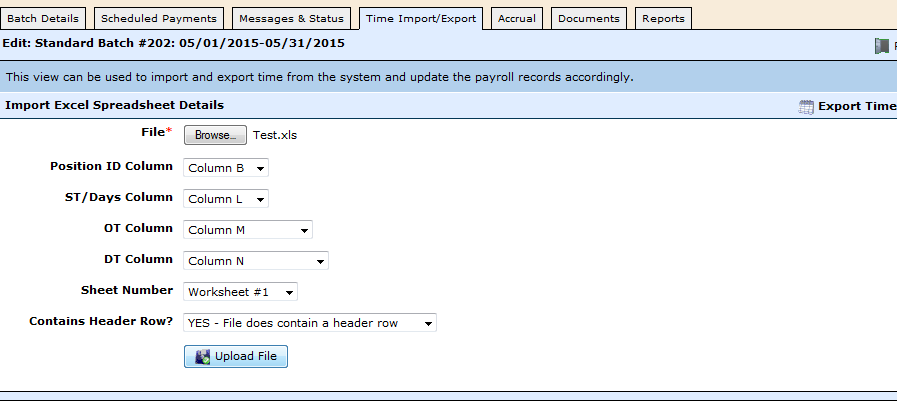 Batch Details Scheduled Payments Messages & Status Time Import/Export Accrual Documents Reports
Edit: Standard Batch #202: 05/01/2015-05/31/2015
This view can be used to import and export time from the system and update the payroll records accordingly.
Import Excel Spreadsheet Details Export Time
File* Browse... Test.xls
Position ID Column Column B
ST/Days Column Column L
OT Column Column M
DT Column Column N
Sheet Number Worksheet #1
Contains Header Row? YES - File does contain a header row
Upload File